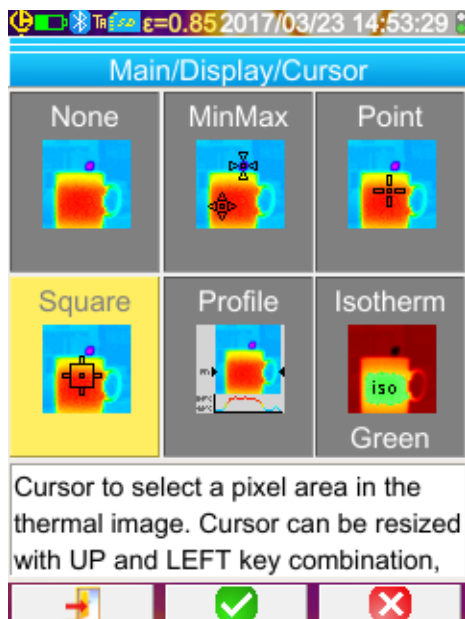 ε=0.85 2017/03/23 14:53:29
Main/Display/Cursor
None MinMax Point
Square Profile Isotherm
iso
Green
Cursor to select a pixel area in the
thermal image. Cursor can be resized
with UP and LEFT key combination,